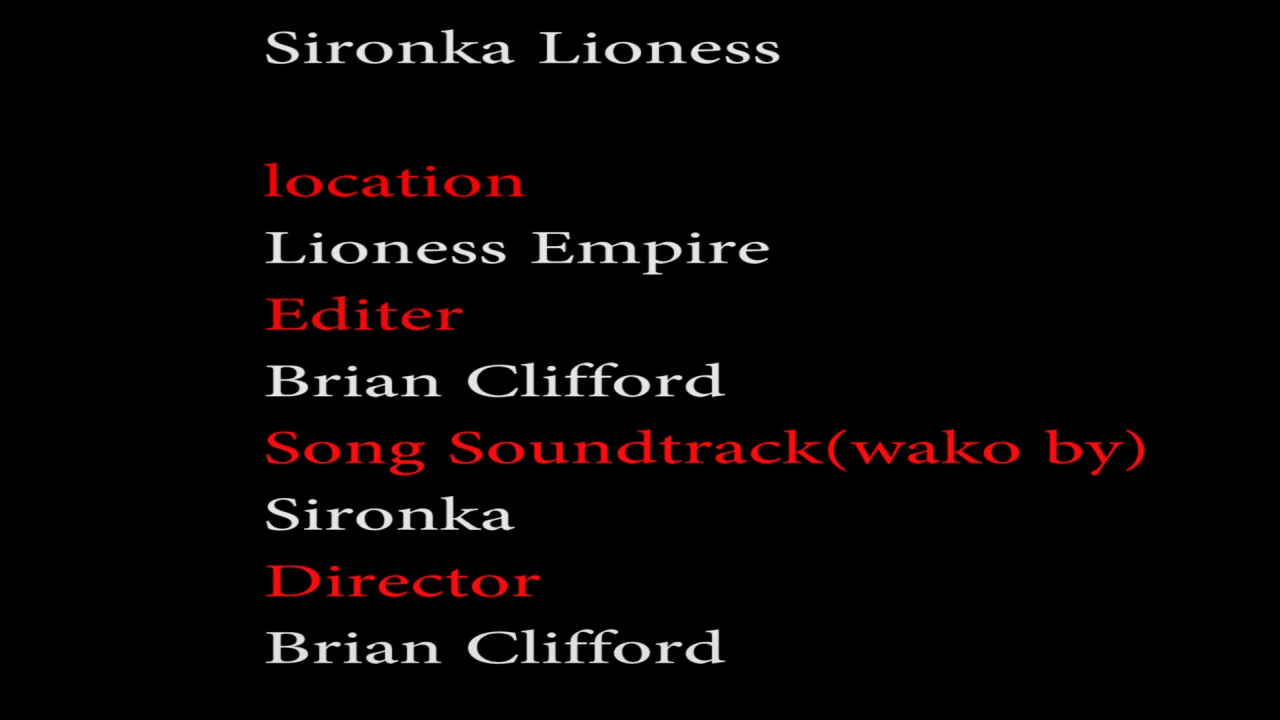 Sironka Lioness
location
Lioness Empire
Editer
Brian Clifford
Song Soundtrack(wako by)
Sironka
Director
Brian Clifford